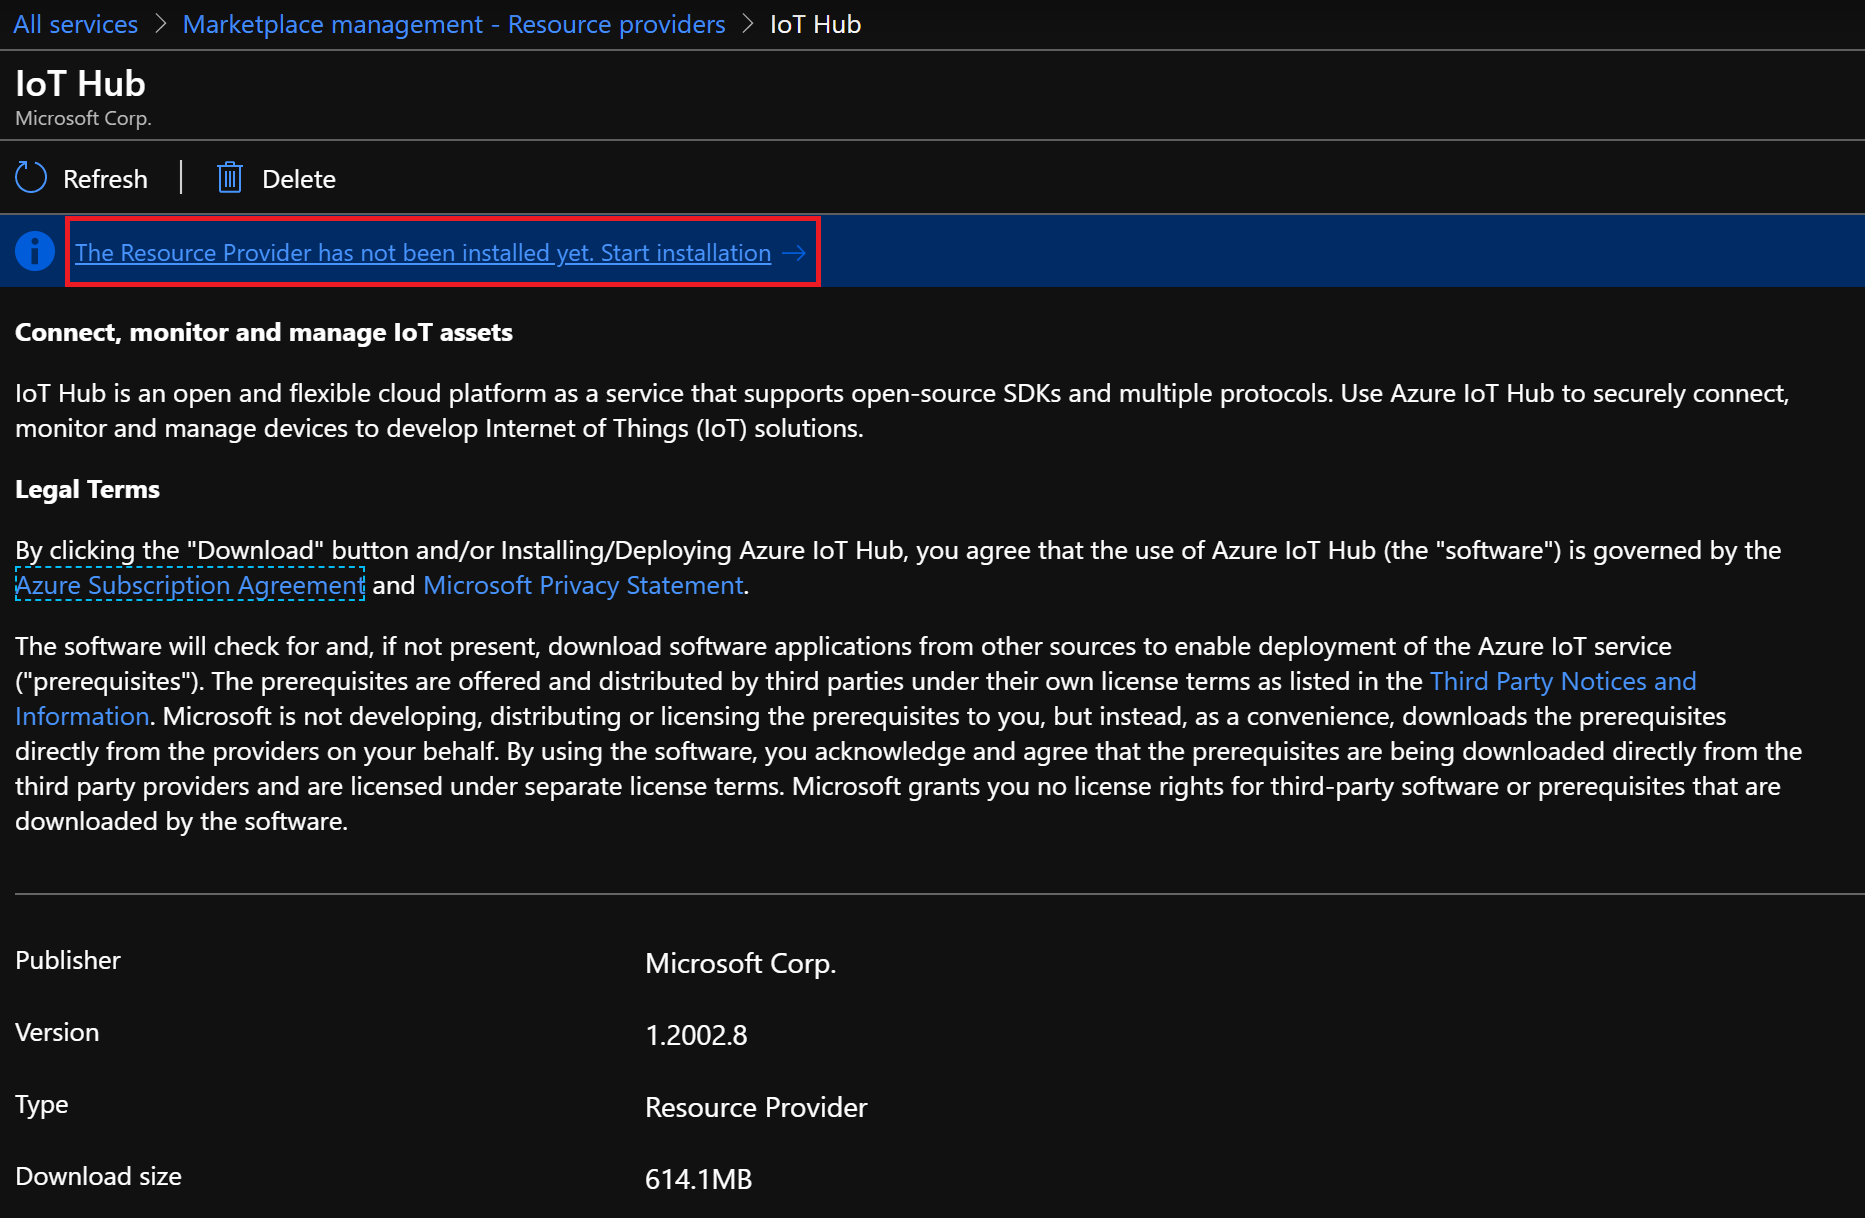 All services > Marketplace management - Resource providers > IoT Hub
IoT Hub
Microsoft Corp.
Refresh | Delete
The Resource Provider has not been installed yet. Start installation →
Connect, monitor and manage IoT assets
IoT Hub is an open and flexible cloud platform as a service that supports open-source SDKs and multiple protocols. Use Azure IoT Hub to securely connect,
monitor and manage devices to develop Internet of Things (IoT) solutions.
Legal Terms
By clicking the "Download" button and/or Installing/Deploying Azure IoT Hub, you agree that the use of Azure IoT Hub (the "software") is governed by the
Azure Subscription Agreement and Microsoft Privacy Statement.
The software will check for and, if not present, download software applications from other sources to enable deployment of the Azure IoT service
("prerequisites"). The prerequisites are offered and distributed by third parties under their own license terms as listed in the Third Party Notices and
Information. Microsoft is not developing, distributing or licensing the prerequisites to you, but instead, as a convenience, downloads the prerequisites
directly from the providers on your behalf. By using the software, you acknowledge and agree that the prerequisites are being downloaded directly from the
third party providers and are licensed under separate license terms. Microsoft grants you no license rights for third-party software or prerequisites that are
downloaded by the software.
Publisher Microsoft Corp.
Version 1.2002.8
Type Resource Provider
Download size 614.1MB